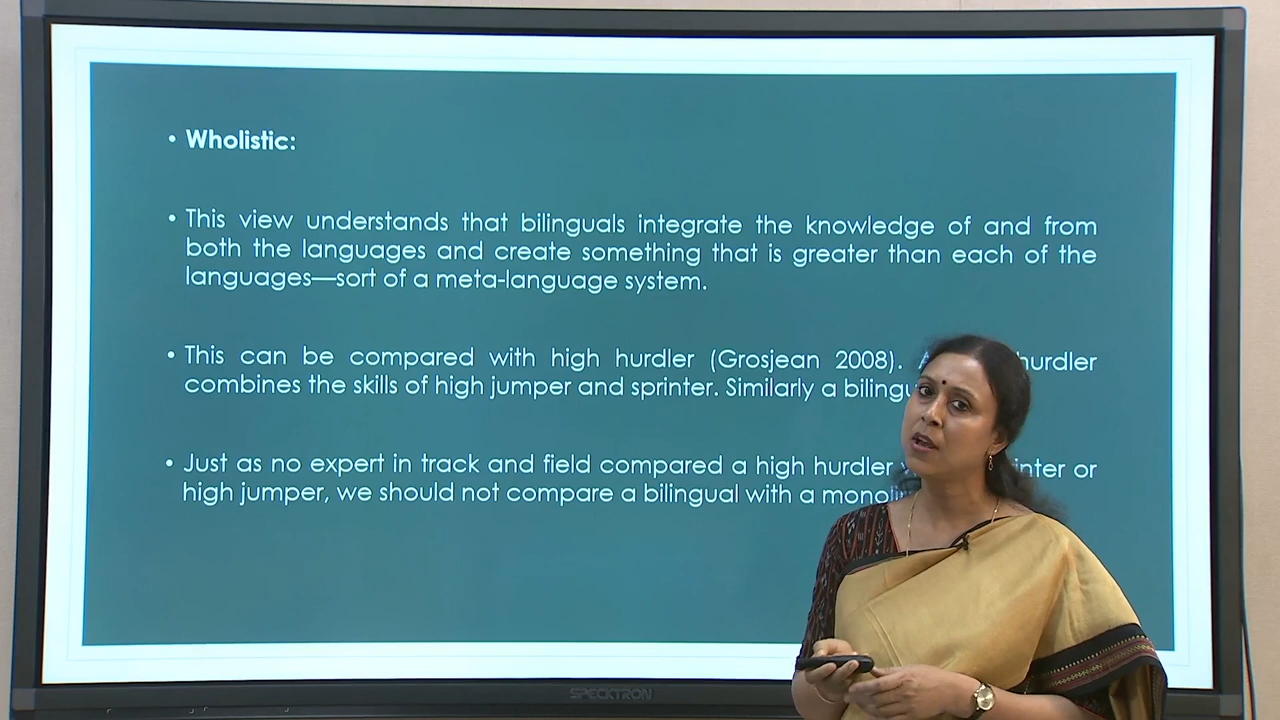 • Wholistic:
• This view understands that bilinguals integrate the knowledge of and from
both the languages and create something that is greater than each of the
languages—sort of a meta-language system.
• This can be compared with high hurdler (Grosjean 2008). hurdler
combines the skills of high jumper and sprinter. Similarly a
• Just as no expert in track and field compared a high hurdler or
high jumper, we should not compare a bilingual with a
SPECKTRON